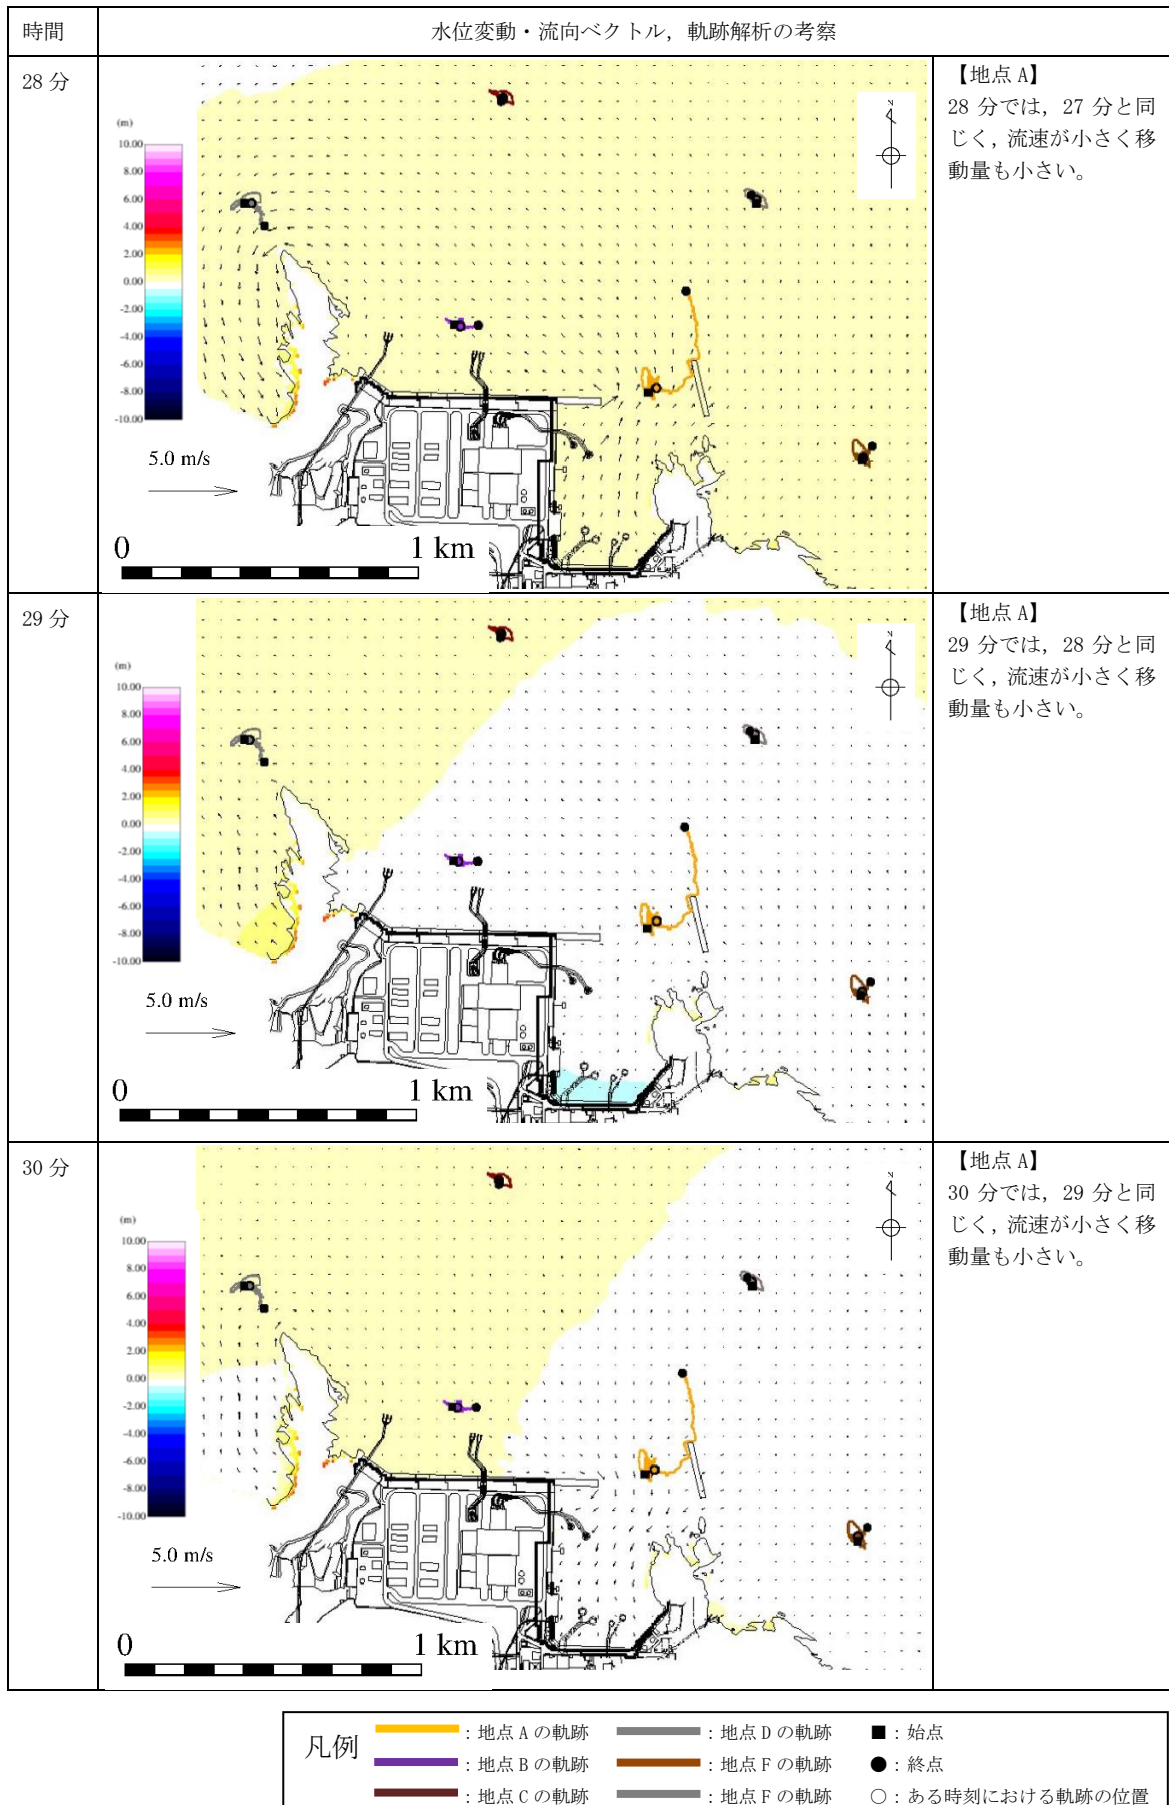 時間
水位変動・流向ベクトル，軌跡解析の考察
28 分
(m)
10.00
8.00
6.00
4.00
2.00
0.00
-2.00
-4.00
-6.00
-8.00
-10.00
5.0 m/s
0
1 km
N
【地点 A】
28 分では，27 分と同
じく，流速が小さく移
動量も小さい。
29 分
(m)
10.00
8.00
6.00
4.00
2.00
0.00
-2.00
-4.00
-6.00
-8.00
-10.00
5.0 m/s
0
1 km
N
【地点 A】
29 分では，28 分と同
じく，流速が小さく移
動量も小さい。
30 分
(m)
10.00
8.00
6.00
4.00
2.00
0.00
-2.00
-4.00
-6.00
-8.00
-10.00
5.0 m/s
0
1 km
N
【地点 A】
30 分では，29 分と同
じく，流速が小さく移
動量も小さい。
凡例
：地点 A の軌跡
：地点 D の軌跡
■：始点
：地点 B の軌跡
：地点 F の軌跡
●：終点
：地点 C の軌跡
：地点 F の軌跡
○：ある時刻における軌跡の位置